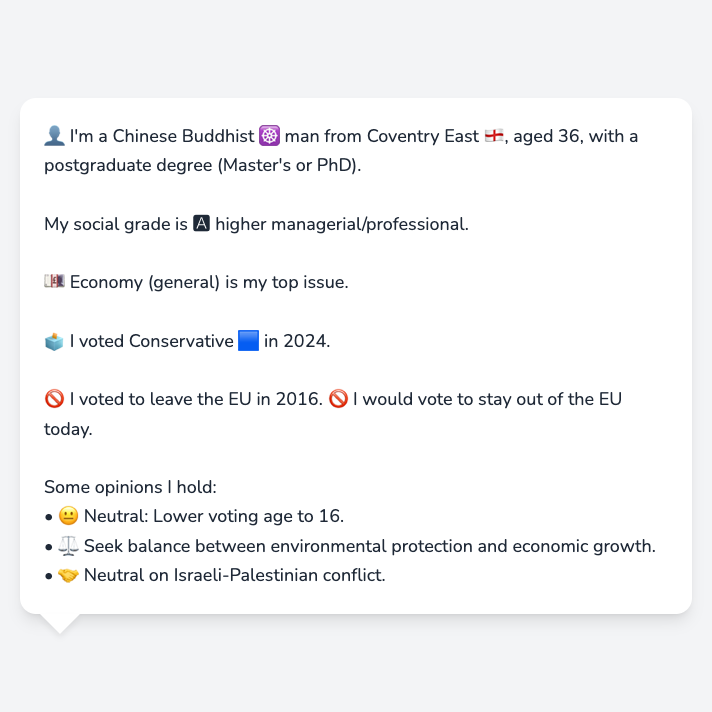 👤 I'm a Chinese Buddhist ☸️ man from Coventry East 🏴󠁧󠁢󠁥󠁮󠁧󠁿, aged 36, with a
postgraduate degree (Master's or PhD).
My social grade is 🅰 higher managerial/professional.
💷 Economy (general) is my top issue.
🗳️ I voted Conservative 🟦 in 2024.
🚫 I voted to leave the EU in 2016. 🚫 I would vote to stay out of the EU
today.
Some opinions I hold:
• 😐 Neutral: Lower voting age to 16.
• ⚖️ Seek balance between environmental protection and economic growth.
• 🤝 Neutral on Israeli-Palestinian conflict.